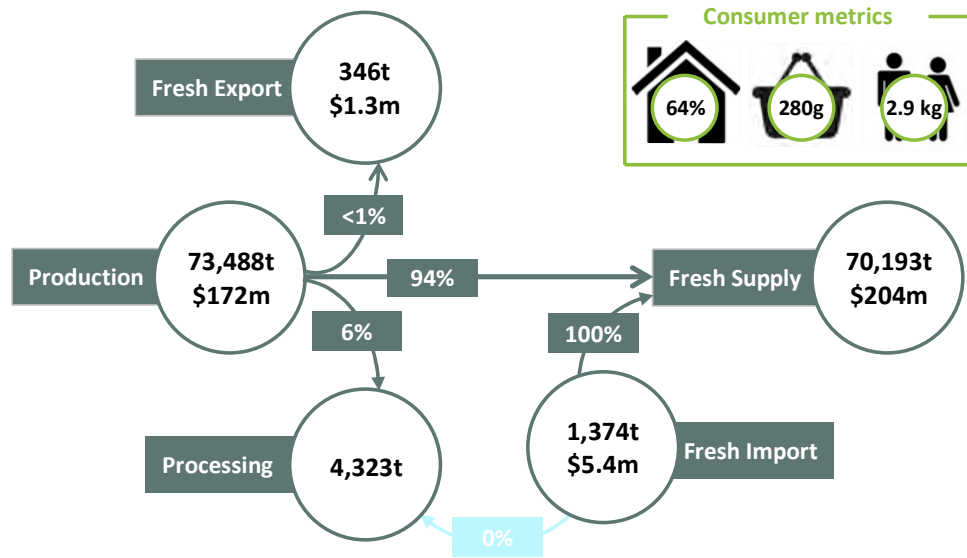 Consumer metrics
64%
280g
2.9 kg
Fresh Export
346t
$1.3m
<1%
Production
73,488t
$172m
94%
Fresh Supply
70,193t
$204m
6%
100%
Processing
4,323t
1,374t
$5.4m
Fresh Import
0%